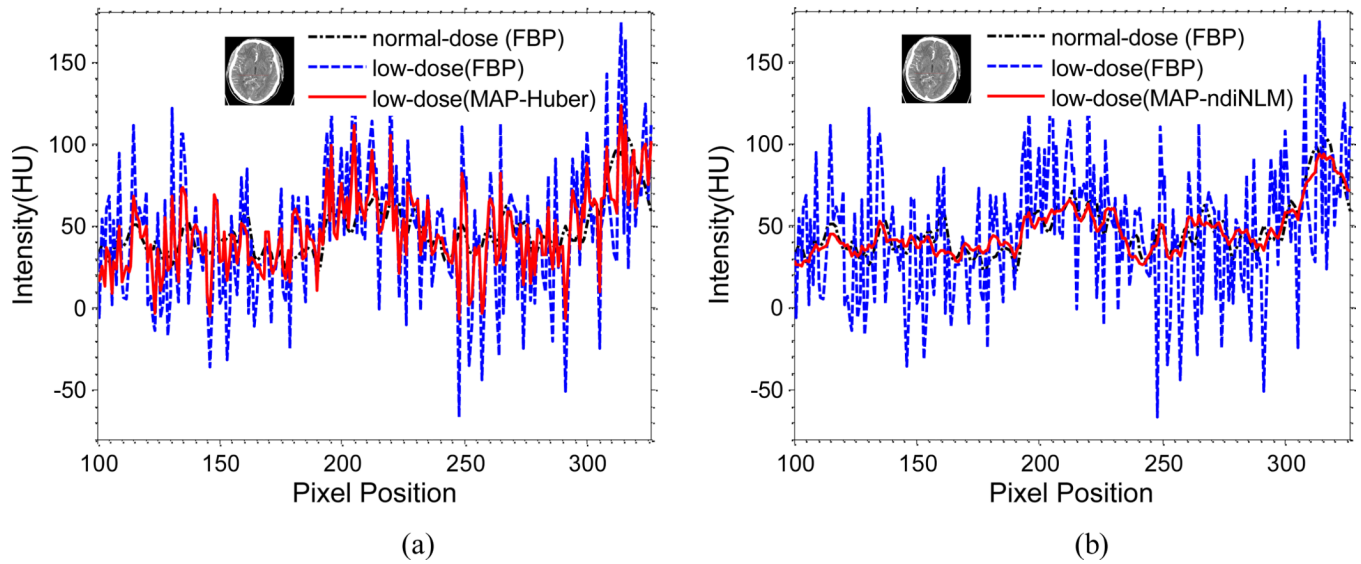 normal-dose (FBP)
low-dose(FBP)
low-dose(MAP-Huber)
150
100
50
0
-50
Intensity(HU)
100 150 200 250 300
Pixel Position
(a)
normal-dose (FBP)
low-dose(FBP)
low-dose(MAP-ndiNLM)
150
100
50
0
-50
Intensity(HU)
100 150 200 250 300
Pixel Position
(b)